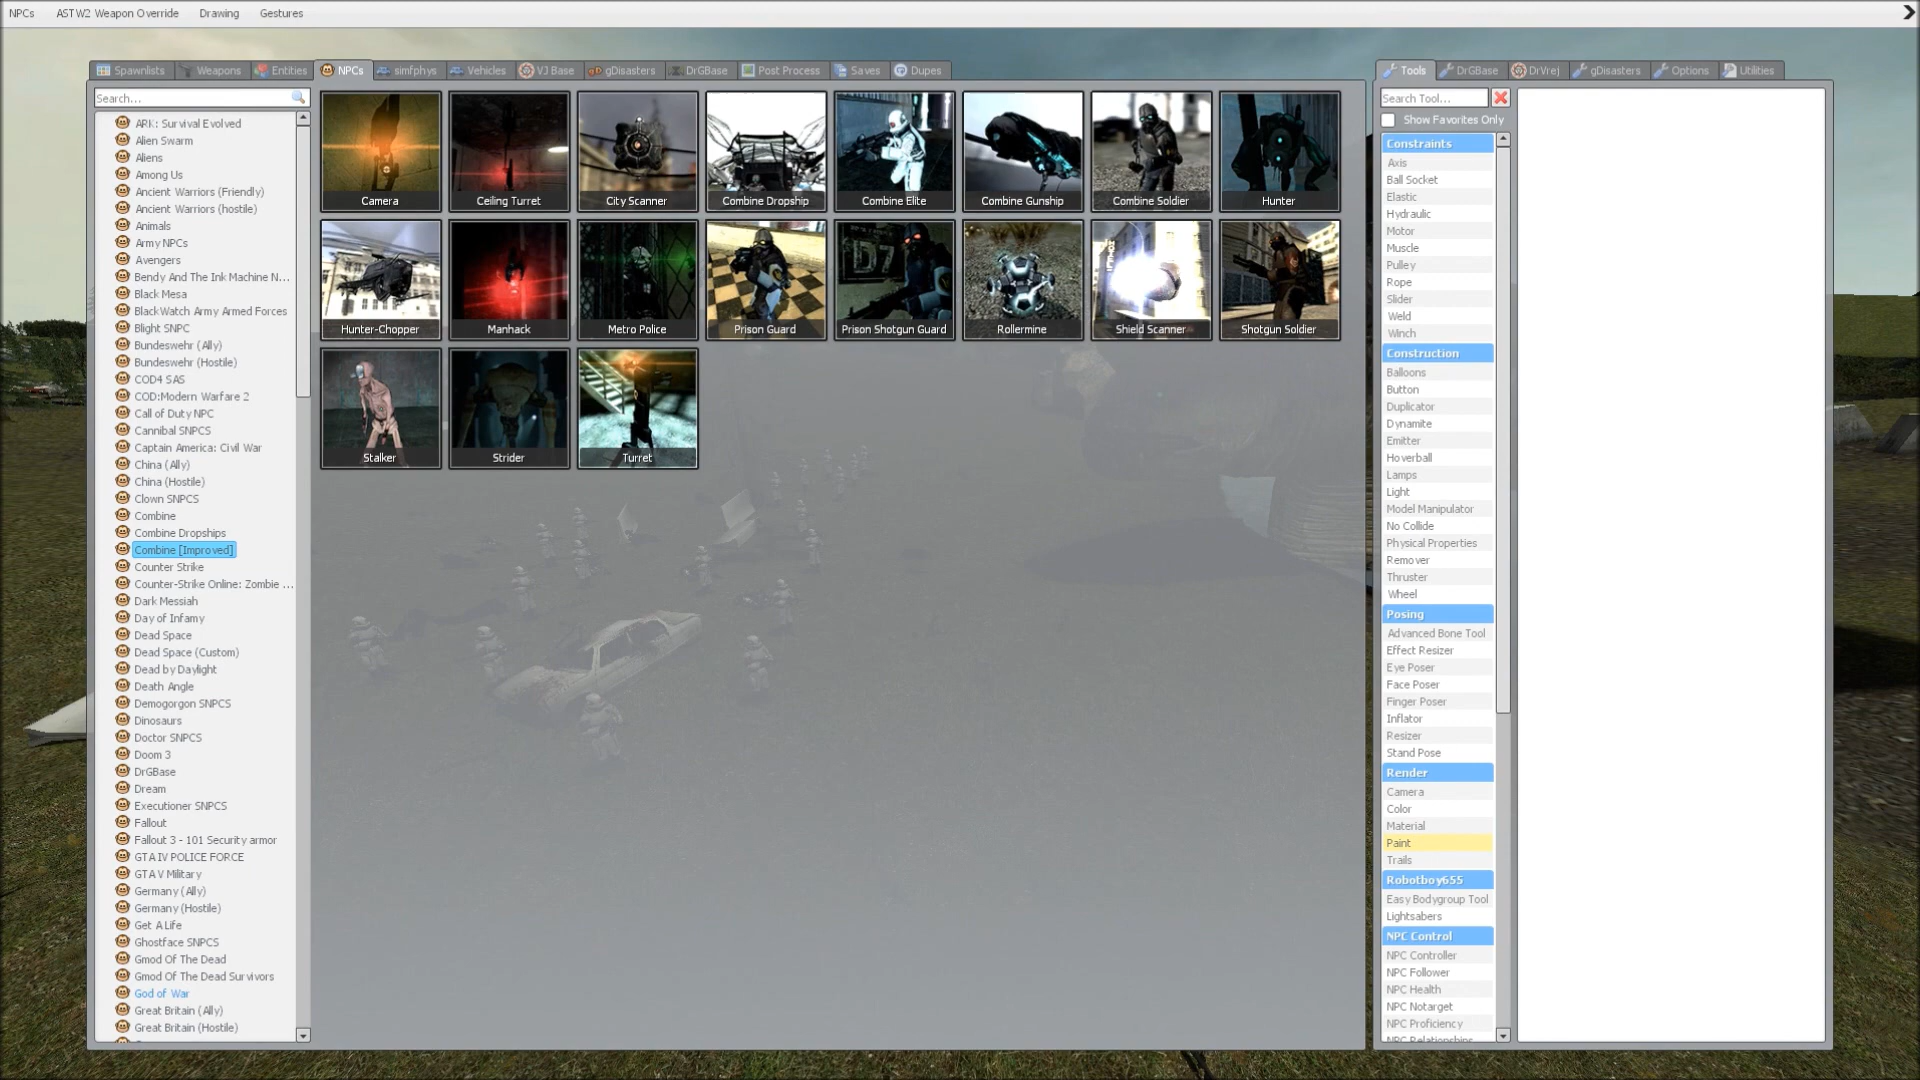 NPCs ASTW2 Weapon Override Drawing Gestures
Spawnlists Weapons Entities NPCs simfphys Vehicles VJ Base gDisasters DrGBase Post Process Saves Dupes
Search...
ARK: Survival Evolved
Alien Swarm
Aliens
Among Us
Ancient Warriors (Friendly)
Ancient Warriors (hostile)
Animals
Army NPCs
Avengers
Bendy And The Ink Machine N...
Black Mesa
BlackWatch Army Armed Forces
Blight SNPC
Bundeswehr (Ally)
Bundeswehr (Hostile)
COD4 SAS
COD:Modern Warfare 2
Call of Duty NPC
Cannibal SNPCS
Captain America: Civil War
China (Ally)
China (Hostile)
Clown SNPCS
Combine
Combine Dropships
Combine [Improved]
Counter Strike
Counter-Strike Online: Zombie ...
Dark Messiah
Day of Infamy
Dead Space
Dead Space (Custom)
Dead by Daylight
Death Angle
Demogorgon SNPCS
Dinosaurs
Doctor SNPCS
Doom 3
DrGBase
Dream
Executioner SNPCS
Fallout
Fallout 3 - 101 Security armor
GTA IV POLICE FORCE
GTA V Military
Germany (Ally)
Germany (Hostile)
Get A Life
Ghostface SNPCS
Gmod Of The Dead
Gmod Of The Dead Survivors
God of War
Great Britain (Ally)
Great Britain (Hostile)
Camera Ceiling Turret City Scanner Combine Dropship Combine Elite Combine Gunship Combine Soldier Hunter
D7
Hunter-Chopper Manhack Metro Police Prison Guard Prison Shotgun Guard Rollermine Shield Scanner Shotgun Soldier
Stalker Strider Turret
Tools DrGBase DrVrej gDisasters Options Utilities
Search Tool...
Show Favorites Only
Constraints
Axis
Ball Socket
Elastic
Hydraulic
Motor
Muscle
Pulley
Rope
Slider
Weld
Winch
Construction
Balloons
Button
Duplicator
Dynamite
Emitter
Hoverball
Lamps
Light
Model Manipulator
No Collide
Physical Properties
Remover
Thruster
Wheel
Posing
Advanced Bone Tool
Effect Resizer
Eye Poser
Face Poser
Finger Poser
Inflator
Resizer
Stand Pose
Render
Camera
Color
Material
Paint
Trails
Robotboy655
Easy Bodygroup Tool
Lightsabers
NPC Control
NPC Controller
NPC Follower
NPC Health
NPC Notarget
NPC Proficiency
NPC Relationships